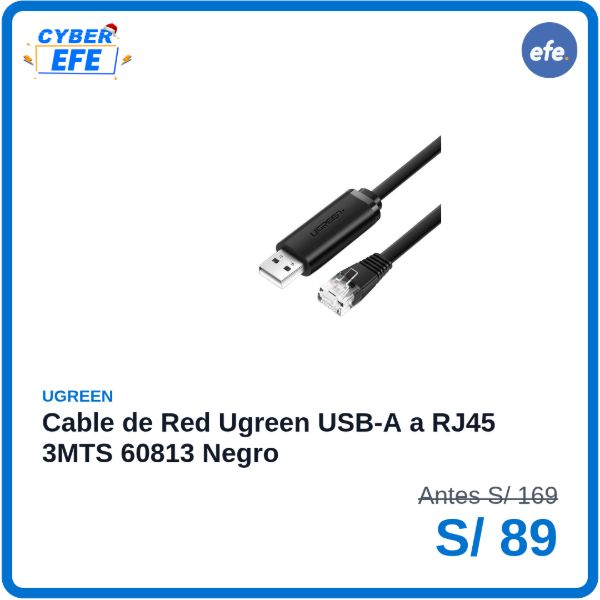 CYBER
EFE
efe.
UGREEN
UGREEN
Cable de Red Ugreen USB-A a RJ45
3MTS 60813 Negro
Antes S/ 169
S/ 89